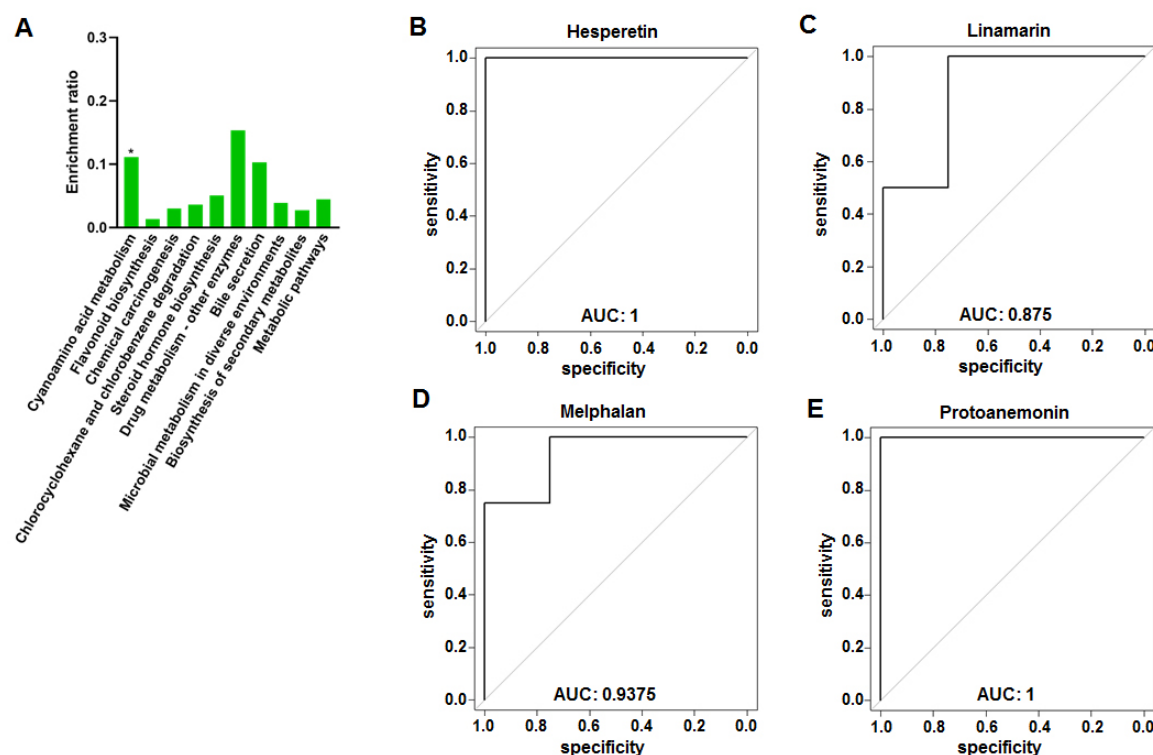 A
0.3
0.2
0.1
0.0
Enrichment ratio
*
Cyanoamino acid metabolism
Flavonoid biosynthesis
Chemical carcinogenesis
Chlorocyclohexane and chlorobenzene degradation
Steroid hormone biosynthesis
Drug metabolism - other enzymes
Bile secretion
Microbial metabolism in diverse environments
Biosynthesis of secondary metabolites
Metabolic pathways
B
Hesperetin
1.0
0.8
0.6
0.4
0.2
0.0
sensitivity
AUC: 1
1.0 0.8 0.6 0.4 0.2 0.0
specificity
C
Linamarin
1.0
0.8
0.6
0.4
0.2
0.0
sensitivity
AUC: 0.875
1.0 0.8 0.6 0.4 0.2 0.0
specificity
D
Melphalan
1.0
0.8
0.6
0.4
0.2
0.0
sensitivity
AUC: 0.9375
1.0 0.8 0.6 0.4 0.2 0.0
specificity
E
Protoanemonin
1.0
0.8
0.6
0.4
0.2
0.0
sensitivity
AUC: 1
1.0 0.8 0.6 0.4 0.2 0.0
specificity